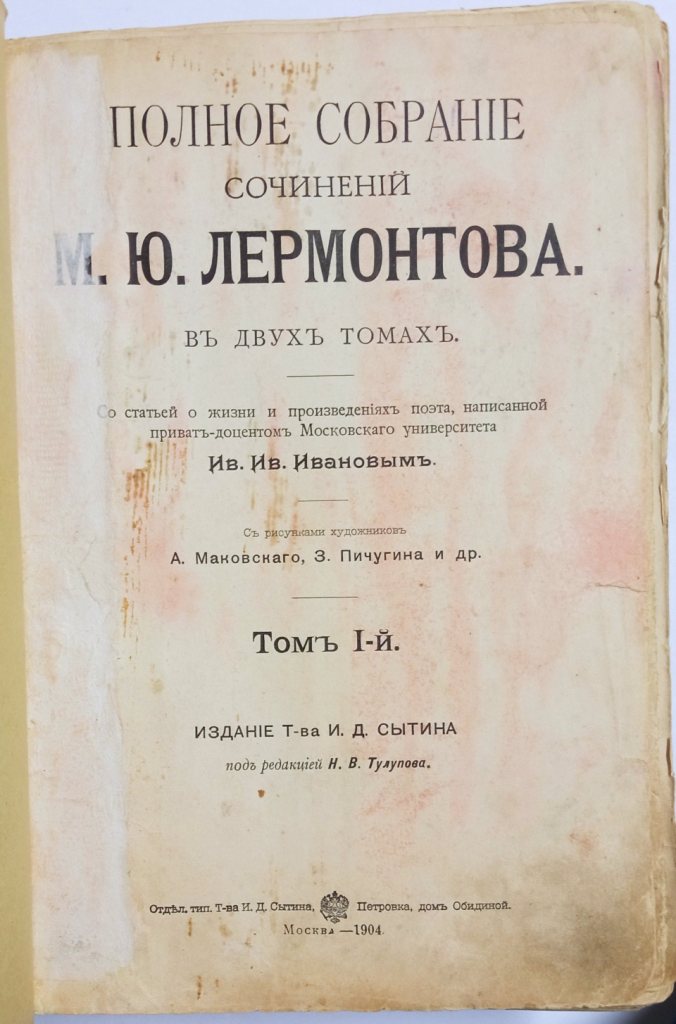 ПОЛНОЕ СОБРАНІЕ
СОЧИНЕНІЙ
М. Ю. ЛЕРМОНТОВА.
ВЪ ДВУХЪ ТОМАХЪ.
Со статьей о жизни и произведеніяхъ поэта, написанной
приватъ-доцентомъ Московскаго университета
Ив. Ив. Ивановымъ.
Съ рисунками художниковъ
А. Маковскаго, З. Пичугина и др.
Томъ I-й.
ИЗДАНІЕ Т-ва И. Д. СЫТИНА
подъ редакціей Н. В. Тулупова.
Отдѣл. тип. Т-ва И. Д. Сытина, Петровка, домъ Обидиной.
Москва—1904.